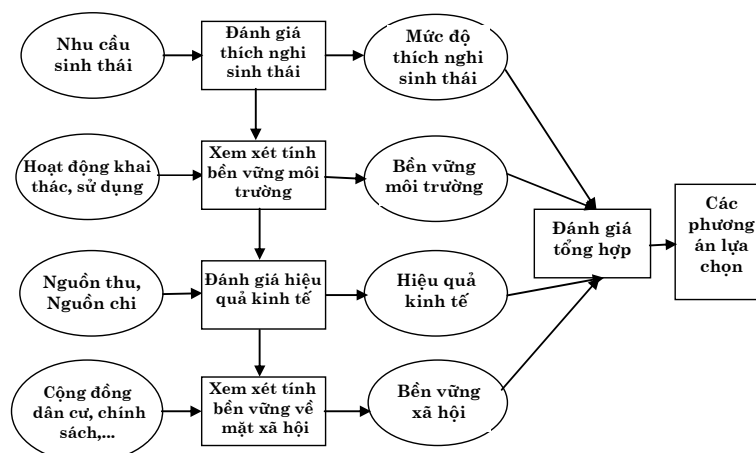 Nhu cầu
sinh thái
Đánh giá
thích nghi
sinh thái
Mức độ
thích nghi
sinh thái
Hoạt động khai
thác, sử dụng
Xem xét tính
bền vững môi
trường
Bền vững
môi trường
Đánh giá
tổng hợp
Các
phương
án lựa
chọn
Nguồn thu,
Nguồn chi
Đánh giá hiệu
quả kinh tế
Hiệu quả
kinh tế
Cộng đồng
dân cư, chính
sách,...
Xem xét tính
bền vững về
mặt xã hội
Bền vững
xã hội